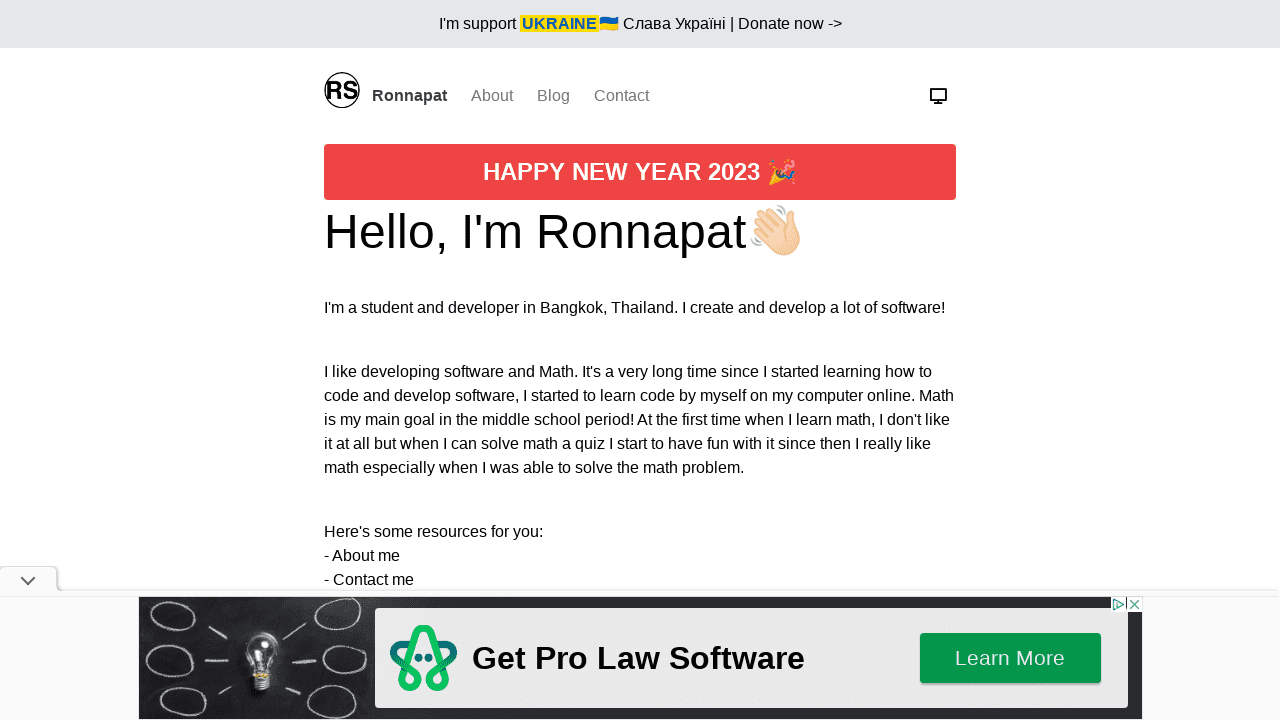 I'm support UKRAINE🇺🇦 Слава Україні | Donate now ->
RS Ronnapat About Blog Contact
HAPPY NEW YEAR 2023 🎉
Hello, I'm Ronnapat👋🏻
I'm a student and developer in Bangkok, Thailand. I create and develop a lot of software!
I like developing software and Math. It's a very long time since I started learning how to
code and develop software, I started to learn code by myself on my computer online. Math
is my main goal in the middle school period! At the first time when I learn math, I don't like
it at all but when I can solve math a quiz I start to have fun with it since then I really like
math especially when I was able to solve the math problem.
Here's some resources for you:
- About me
- Contact me
Get Pro Law Software
Learn More